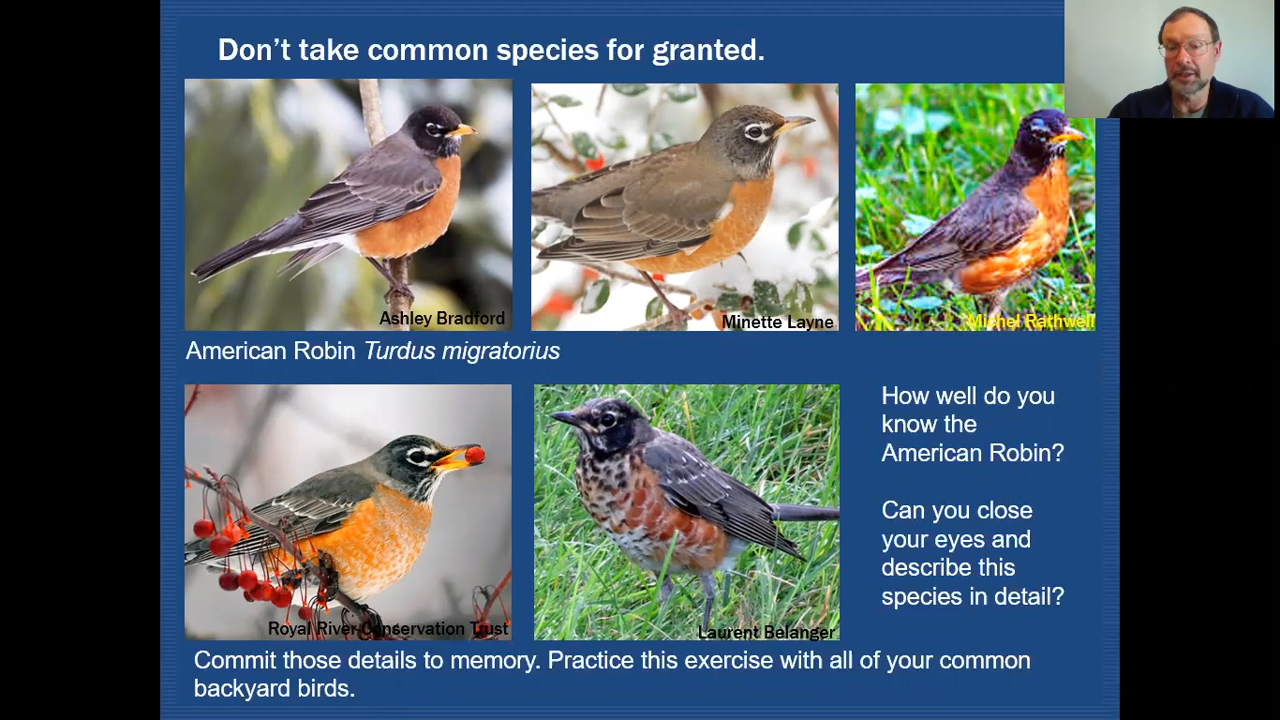 Don't take common species for granted.
Ashley Bradford
Minette Layne
Michel Rathwell
American Robin Turdus migratorius
How well do you
know the
American Robin?
Can you close
your eyes and
describe this
species in detail?
Royal River Conservation Trust
Laurent Belanger
Commit those details to memory. Practice this exercise with all of your common
backyard birds.